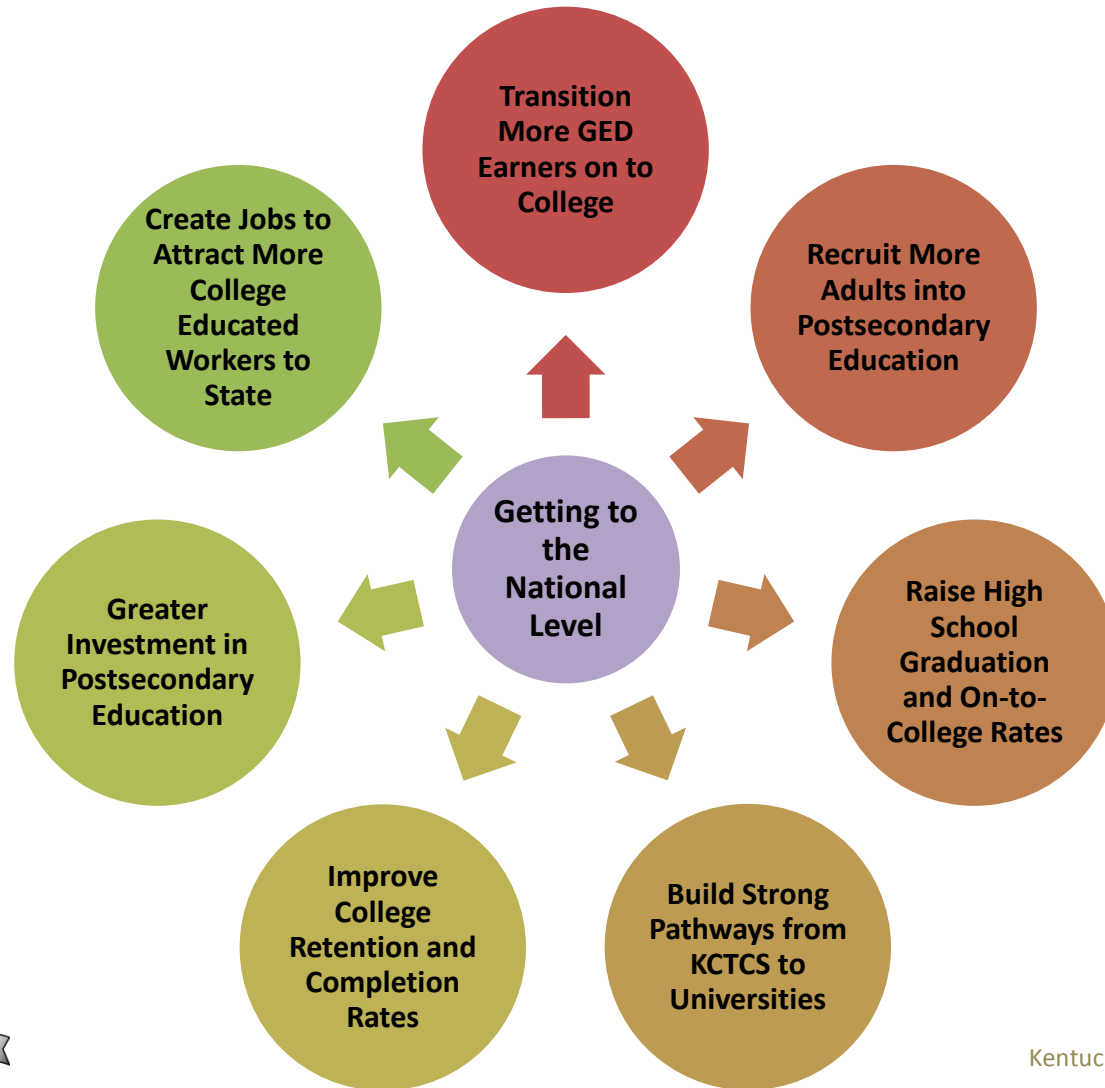 Transition
More GED
Earners on to
College
Recruit More
Adults into
Postsecondary
Education
Raise High
School
Graduation
and On-to-
College Rates
Build Strong
Pathways from
KCTCS to
Universities
Improve
College
Retention and
Completion
Rates
Greater
Investment in
Postsecondary
Education
Create Jobs to
Attract More
College
Educated
Workers to
State
Getting to
the
National
Level
Kentuc